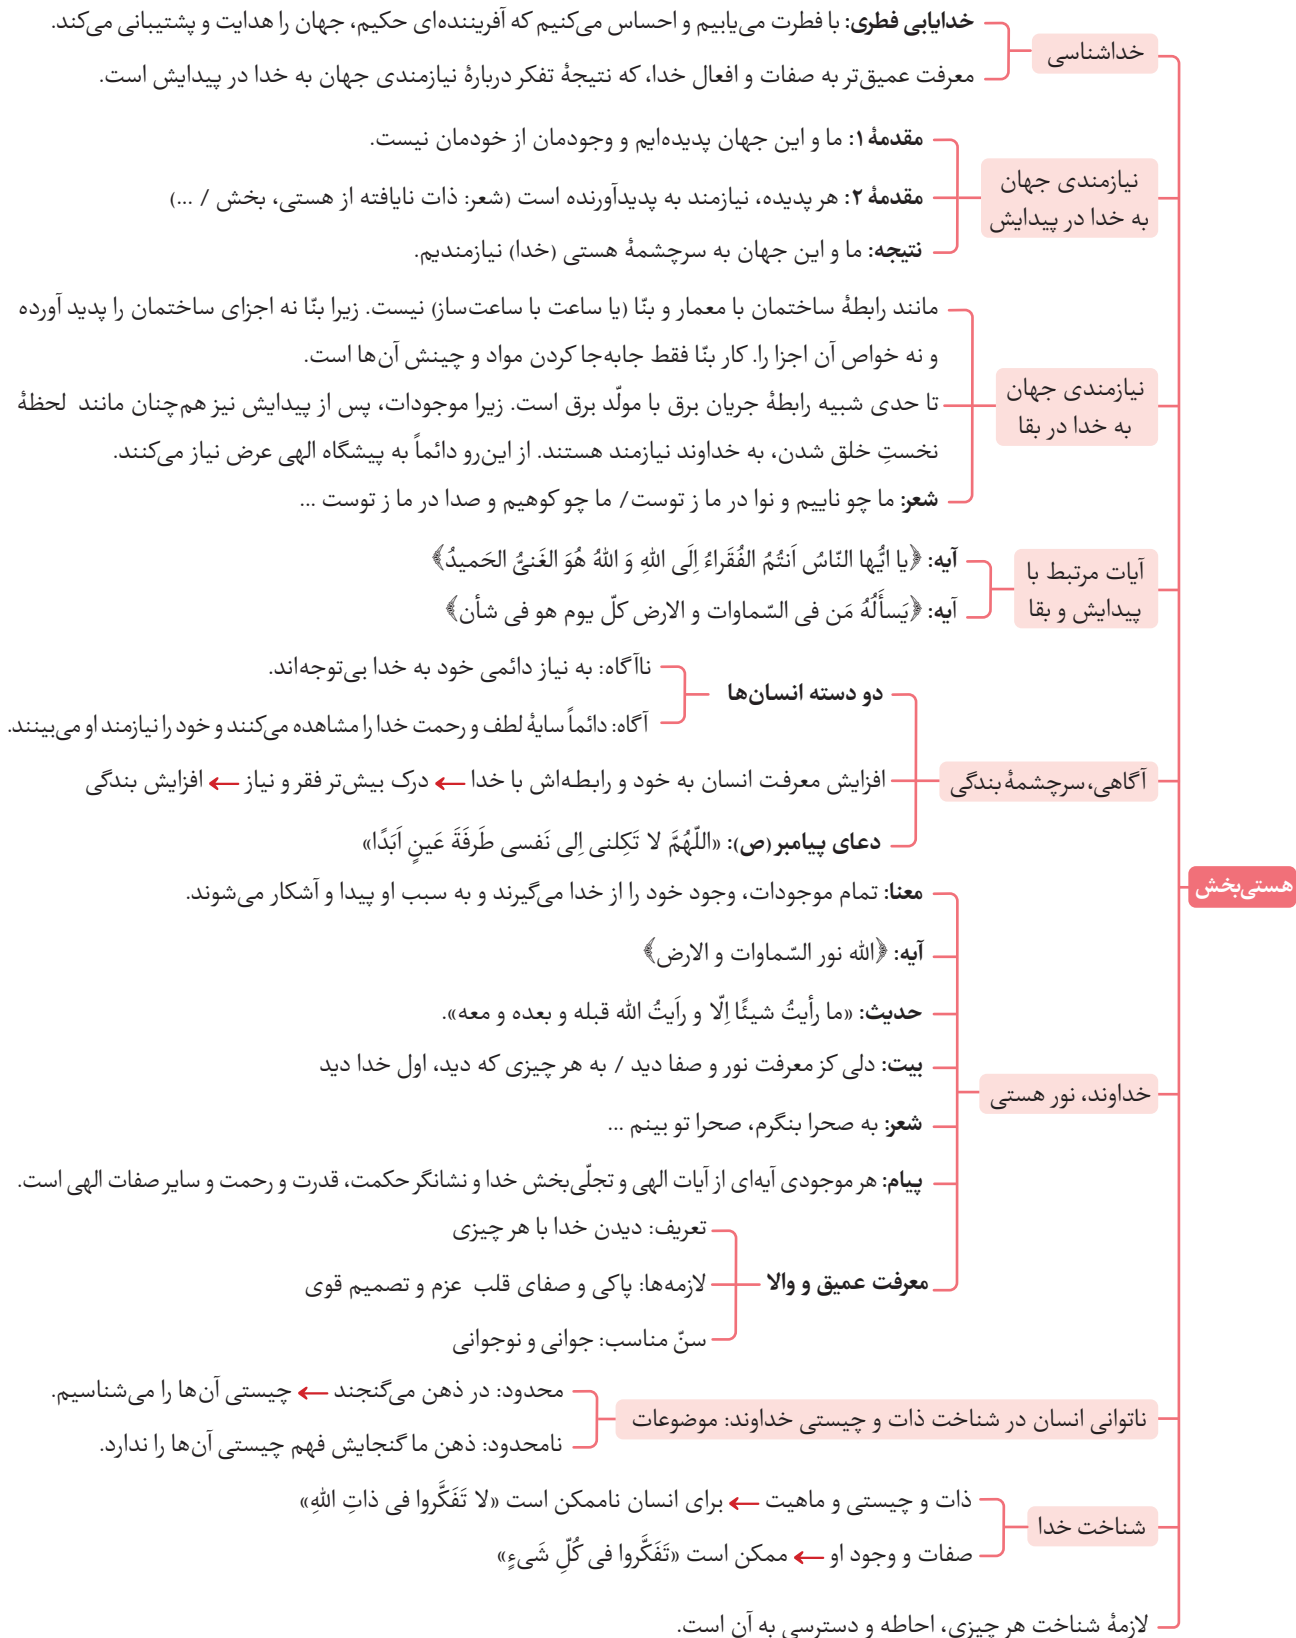 خدایابی فطری: با فطرت می‌یابیم و احساس می‌کنیم که آفریننده‌ای حکیم، جهان را هدایت و پشتیبانی می‌کند.
خداشناسی
معرفت عمیق‌تر به صفات و افعال خدا، که نتیجهٔ تفکر دربارهٔ نیازمندی جهان به خدا در پیدایش است.
مقدمهٔ ۱: ما و این جهان پدیده‌ایم و وجودمان از خودمان نیست.
نیازمندی جهان
به خدا در پیدایش
مقدمهٔ ۲: هر پدیده، نیازمند به پدیدآورنده است (شعر: ذات نایافته از هستی، بخش / ...)
نتیجه: ما و این جهان به سرچشمهٔ هستی (خدا) نیازمندیم.
مانند رابطهٔ ساختمان با معمار و بنّا (یا ساعت با ساعت‌ساز) نیست. زیرا بنّا نه اجزای ساختمان را پدید آورده
و نه خواص آن اجزا را. کار بنّا فقط جابه‌جا کردن مواد و چینش آن‌ها است.
نیازمندی جهان
به خدا در بقا
تا حدی شبیه رابطهٔ جریان برق با مولّد برق است. زیرا موجودات، پس از پیدایش نیز هم‌چنان مانند لحظهٔ
نخستِ خلق شدن، به خداوند نیازمند هستند. از این‌رو دائماً به پیشگاه الهی عرض نیاز می‌کنند.
شعر: ما چو ناییم و نوا در ما ز توست/ ما چو کوهیم و صدا در ما ز توست ...
آیه: ﴿یا ایُّها النّاسُ اَنتُمُ الفُقَراءُ اِلَی اللهِ وَ اللهُ هُوَ الغَنیُّ الحَمیدُ﴾
آیات مرتبط با
پیدایش و بقا
آیه: ﴿یَسأَلُهُ مَن فی السّماوات و الارض کلّ یوم هو فی شأن﴾
ناآگاه: به نیاز دائمی خود به خدا بی‌توجه‌اند.
دو دسته انسان‌ها
آگاه: دائماً سایهٔ لطف و رحمت خدا را مشاهده می‌کنند و خود را نیازمند او می‌بینند.
آگاهی، سرچشمهٔ بندگی
افزایش معرفت انسان به خود و رابطه‌اش با خدا ← درک بیش‌تر فقر و نیاز ← افزایش بندگی
دعای پیامبر (ص): «اللّهُمَّ لا تَکِلنی اِلی نَفسی طَرفَةَ عَینٍ اَبَدًا»
هستی‌بخش
معنا: تمام موجودات، وجود خود را از خدا می‌گیرند و به سبب او پیدا و آشکار می‌شوند.
آیه: ﴿الله نور السّماوات و الارض﴾
حدیث: «ما رأیتُ شیئًا اِلّا و رَاَیتُ الله قبله و بعده و معه».
بیت: دلی کز معرفت نور و صفا دید / به هر چیزی که دید، اول خدا دید
خداوند، نور هستی
شعر: به صحرا بنگرم، صحرا تو بینم ...
پیام: هر موجودی آیه‌ای از آیات الهی و تجلّی‌بخش خدا و نشانگر حکمت، قدرت و رحمت و سایر صفات الهی است.
تعریف: دیدن خدا با هر چیزی
معرفت عمیق و والا
لازمه‌ها: پاکی و صفای قلب عزم و تصمیم قوی
سنّ مناسب: جوانی و نوجوانی
محدود: در ذهن می‌گنجند ← چیستی آن‌ها را می‌شناسیم.
ناتوانی انسان در شناخت ذات و چیستی خداوند: موضوعات
نامحدود: ذهن ما گنجایش فهم چیستی آن‌ها را ندارد.
ذات و چیستی و ماهیت ← برای انسان ناممکن است «لا تَفَکَّروا فی ذاتِ اللهِ»
شناخت خدا
صفات و وجود او ← ممکن است «تَفَکَّروا فی کُلِّ شَیءٍ»
لازمهٔ شناخت هر چیزی، احاطه و دسترسی به آن است.